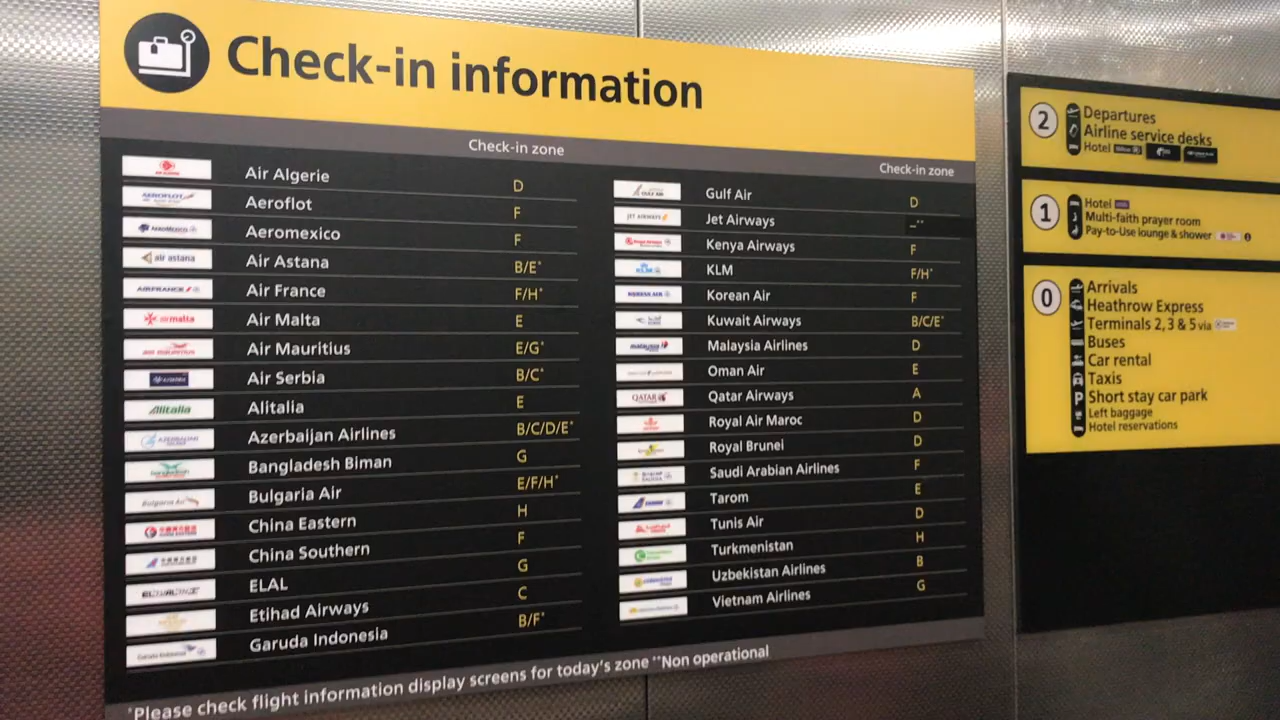 Check-in information
Check-in zone
Air Algerie D
Aeroflot F
Aeromexico F
Air Astana B/E*
Air France F/H*
Air Malta E
Air Mauritius E/G*
Air Serbia B/C*
Alitalia E
Azerbaijan Airlines B/C/D/E*
Bangladesh Biman G
Bulgaria Air E/F/H*
China Eastern H
China Southern F
ELAL G
Etihad Airways C
Garuda Indonesia B/F*
Check-in zone
Gulf Air D
Jet Airways –**
Kenya Airways F
KLM F/H*
Korean Air F
Kuwait Airways B/C/E*
Malaysia Airlines D
Oman Air E
Qatar Airways A
Royal Air Maroc D
Royal Brunei D
Saudi Arabian Airlines F
Tarom E
Tunis Air D
Turkmenistan H
Uzbekistan Airlines B
Vietnam Airlines G
*Please check flight information display screens for today's zone **Non operational
2
Departures
Airline service desks
Hotel
1
Hotel
Multi-faith prayer room
Pay-to-Use lounge & shower
0
Arrivals
Heathrow Express
Terminals 2, 3 & 5 via
Buses
Car rental
Taxis
P Short stay car park
Left baggage
Hotel reservations